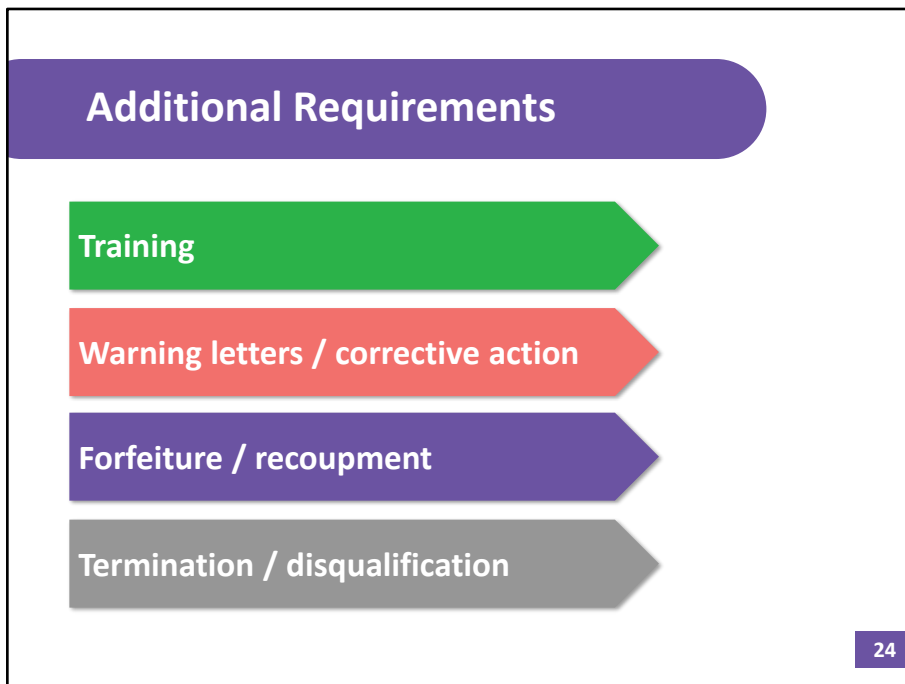 Additional Requirements
Training
Warning letters / corrective action
Forfeiture / recoupment
Termination / disqualification
24